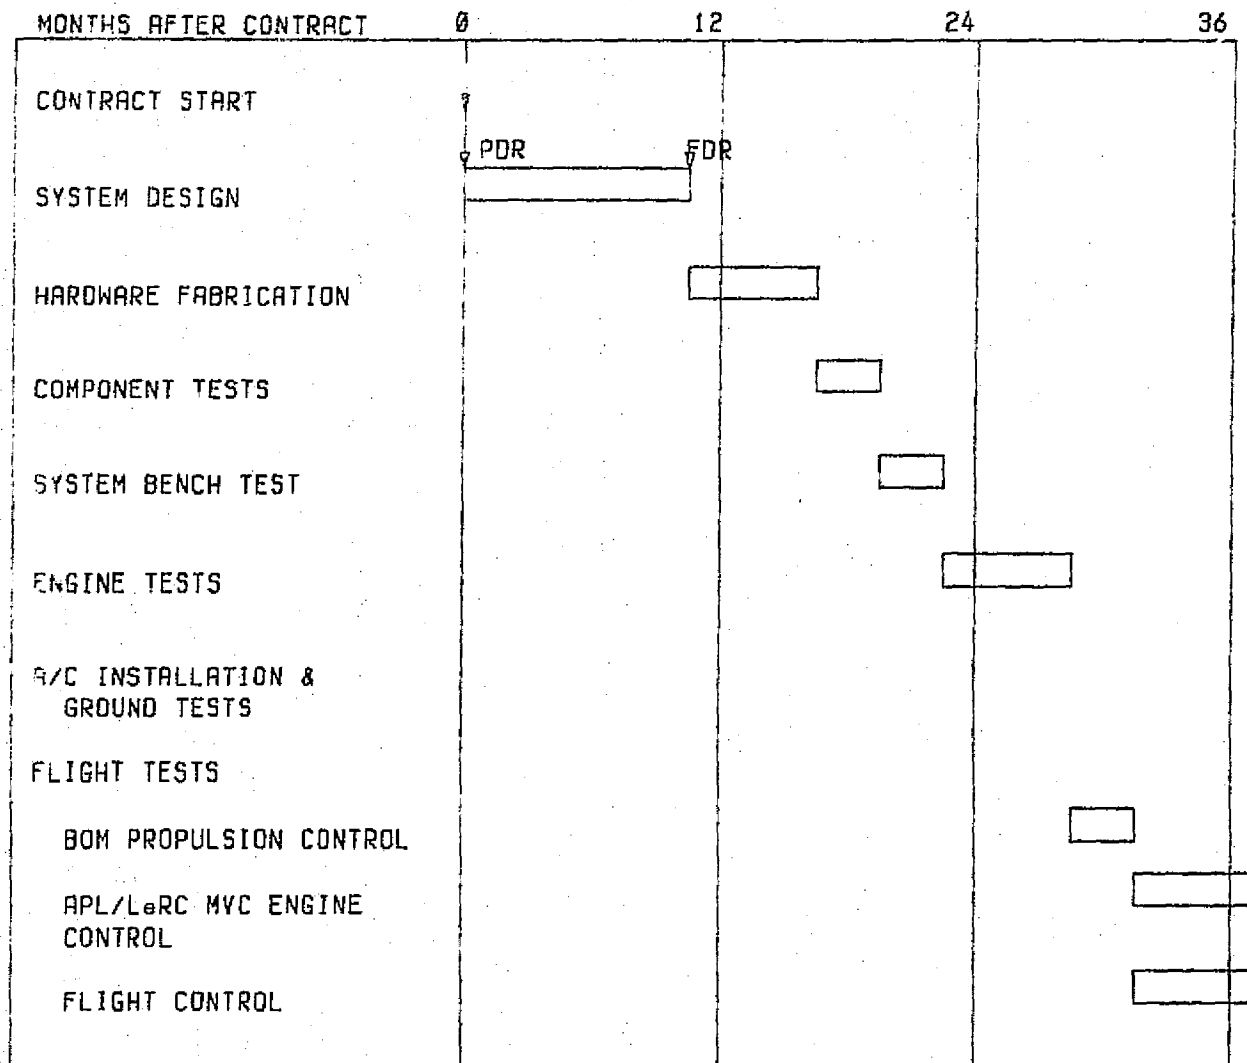 MONTHS AFTER CONTRACT 0 12 24 36
CONTRACT START
PDR FDR
SYSTEM DESIGN
HARDWARE FABRICATION
COMPONENT TESTS
SYSTEM BENCH TEST
ENGINE TESTS
A/C INSTALLATION &
GROUND TESTS
FLIGHT TESTS
BOM PROPULSION CONTROL
APL/LeRC MVC ENGINE
CONTROL
FLIGHT CONTROL